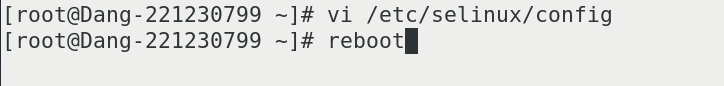 [root@Dang-221230799 ~]# vi /etc/selinux/config
[root@Dang-221230799 ~]# reboot